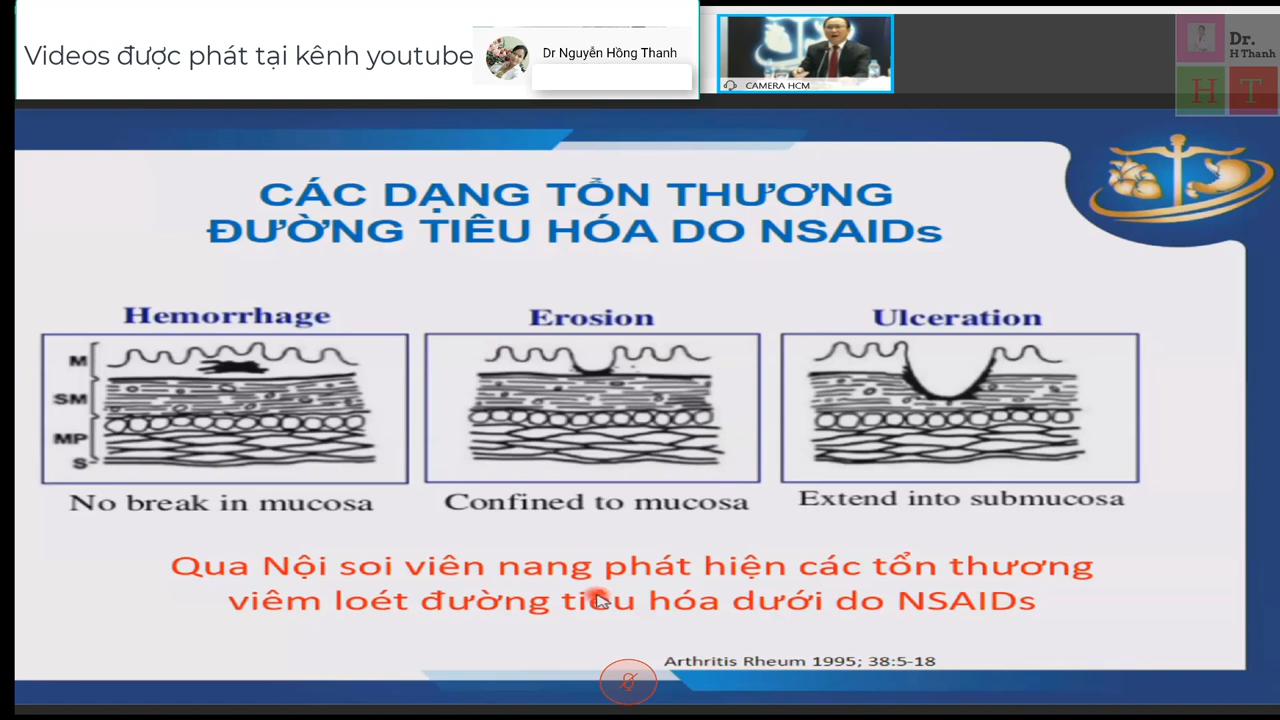 Videos được phát tại kênh youtube
Dr Nguyễn Hồng Thanh
CAMERA HCM
Dr.
H Thanh
H T
CÁC DẠNG TỔN THƯƠNG
ĐƯỜNG TIÊU HÓA DO NSAIDs
Hemorrhage
Erosion
Ulceration
M
SM
MP
S
No break in mucosa
Confined to mucosa
Extend into submucosa
Qua Nội soi viên nang phát hiện các tổn thương
viêm loét đường tiêu hóa dưới do NSAIDs
Arthritis Rheum 1995; 38:5-18